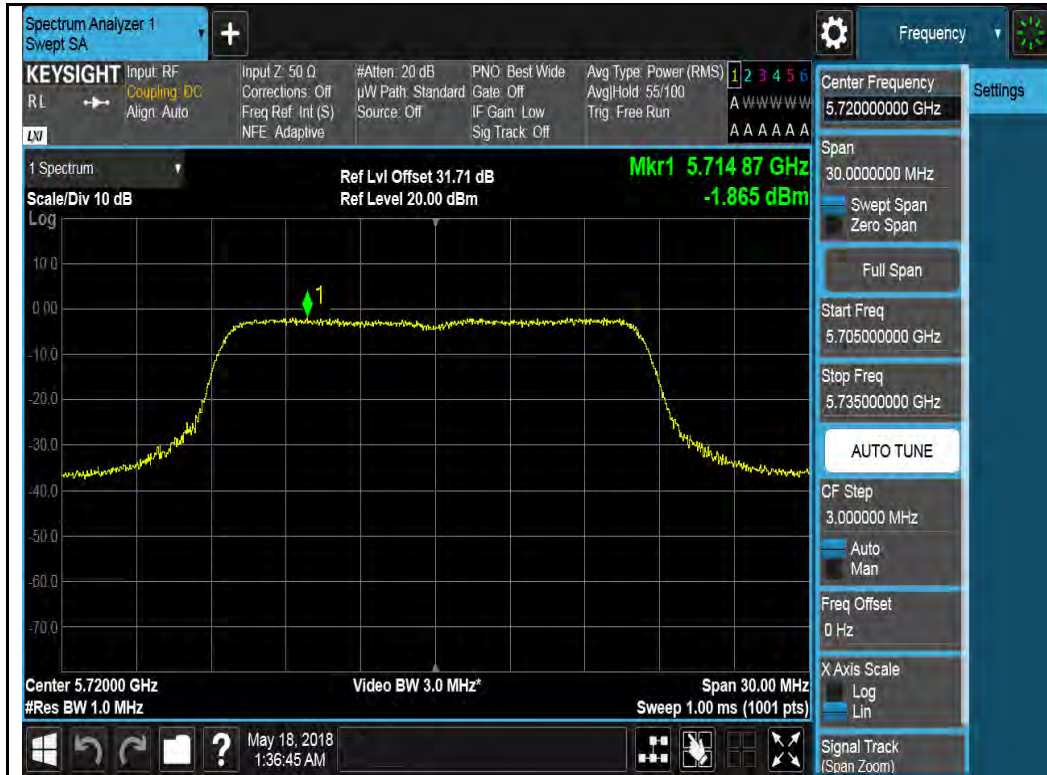 Spectrum Analyzer 1
Swept SA
+
Frequency
KEYSIGHT
RL
LXI
Input: RF
Coupling: DC
Align: Auto
Input Z: 50 Ω
Corrections: Off
Freq Ref: Int (S)
NFE: Adaptive
#Atten: 20 dB
µW Path: Standard
Source: Off
PNO: Best Wide
Gate: Off
IF Gain: Low
Sig Track: Off
Avg Type: Power (RMS)
Avg|Hold: 55/100
Trig: Free Run
1 2 3 4 5 6
A W W W W W
A A A A A A
1 Spectrum
Scale/Div 10 dB
Log
Ref Lvl Offset 31.71 dB
Ref Level 20.00 dBm
Mkr1 5.714 87 GHz
-1.865 dBm
10.0
0.00
-10.0
-20.0
-30.0
-40.0
-50.0
-60.0
-70.0
1
Center 5.72000 GHz
#Res BW 1.0 MHz
Video BW 3.0 MHz*
Span 30.00 MHz
Sweep 1.00 ms (1001 pts)
?
May 18, 2018
1:36:45 AM
Center Frequency
5.720000000 GHz
Settings
Span
30.0000000 MHz
Swept Span
Zero Span
Full Span
Start Freq
5.705000000 GHz
Stop Freq
5.735000000 GHz
AUTO TUNE
CF Step
3.000000 MHz
Auto
Man
Freq Offset
0 Hz
X Axis Scale
Log
Lin
Signal Track
(Span Zoom)